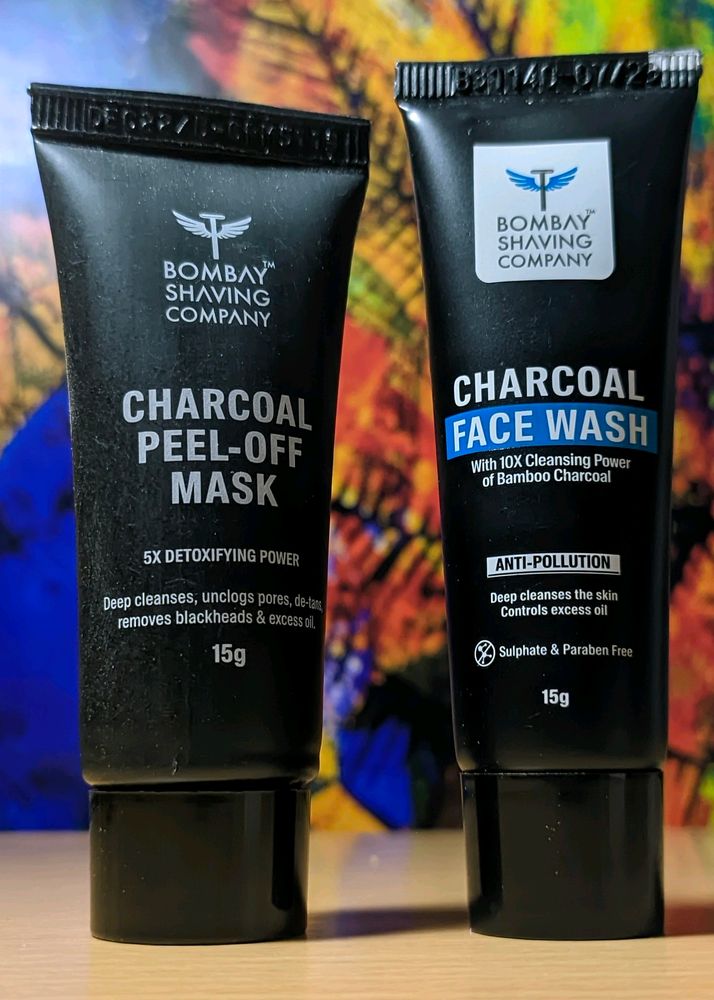 BOMBAY™
SHAVING
COMPANY
CHARCOAL
PEEL-OFF
MASK
5X DETOXIFYING POWER
Deep cleanses, unclogs pores, de-tans,
removes blackheads & excess oil.
15g
BOMBAY™
SHAVING
COMPANY
CHARCOAL
FACE WASH
With 10X Cleansing Power
of Bamboo Charcoal
ANTI-POLLUTION
Deep cleanses the skin
Controls excess oil
Sulphate & Paraben Free
15g